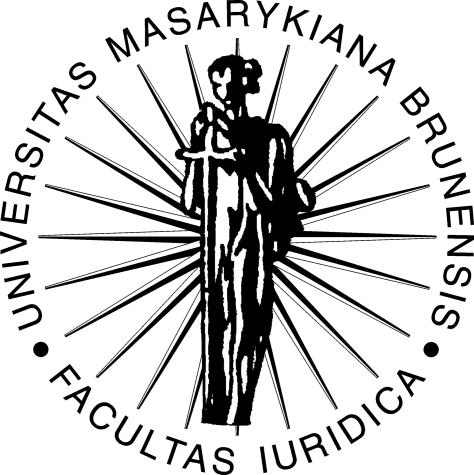 UNIVERSITAS MASARYKIANA BRUNENSIS
• FACULTAS IURIDICA •